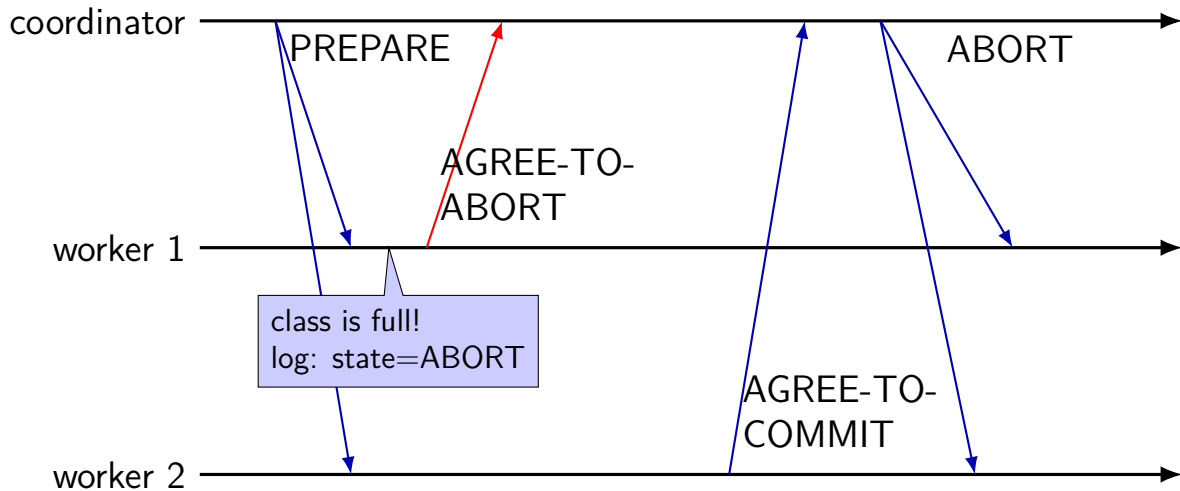 coordinator
PREPARE
ABORT
AGREE-TO-
ABORT
worker 1
class is full!
log: state=ABORT
AGREE-TO-
COMMIT
worker 2